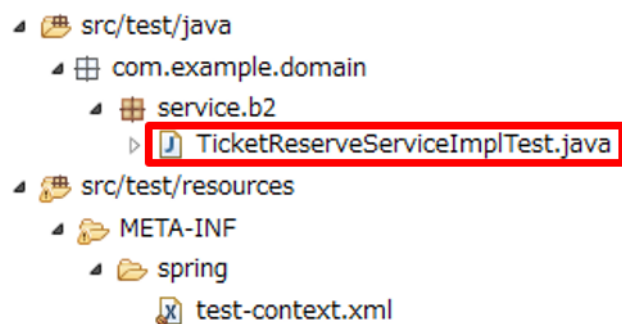 src/test/java
com.example.domain
service.b2
TicketReserveServiceImplTest.java
src/test/resources
META-INF
spring
test-context.xml